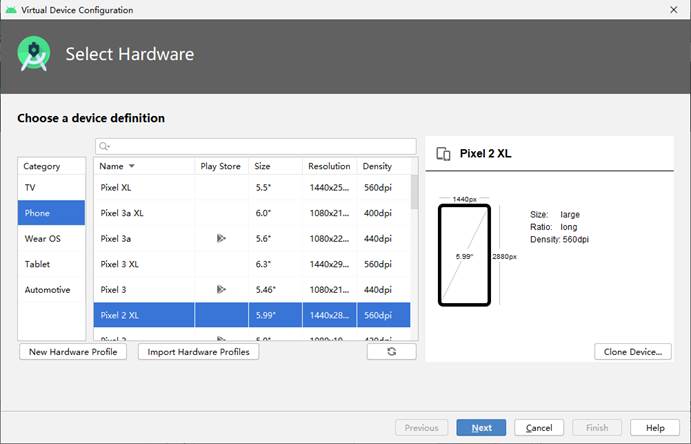 Virtual Device Configuration
Select Hardware
Choose a device definition
Category
TV
Phone
Wear OS
Tablet
Automotive
Name Play Store Size Resolution Density
Pixel XL 5.5" 1440x25... 560dpi
Pixel 3a XL 6.0" 1080x21... 400dpi
Pixel 3a 5.6" 1080x22... 440dpi
Pixel 3 XL 6.3" 1440x29... 560dpi
Pixel 3 5.46" 1080x21... 440dpi
Pixel 2 XL 5.99" 1440x28... 560dpi
New Hardware Profile Import Hardware Profiles
Pixel 2 XL
1440px
5.99"
2880px
Size: large
Ratio: long
Density: 560dpi
Clone Device...
Previous Next Cancel Finish Help